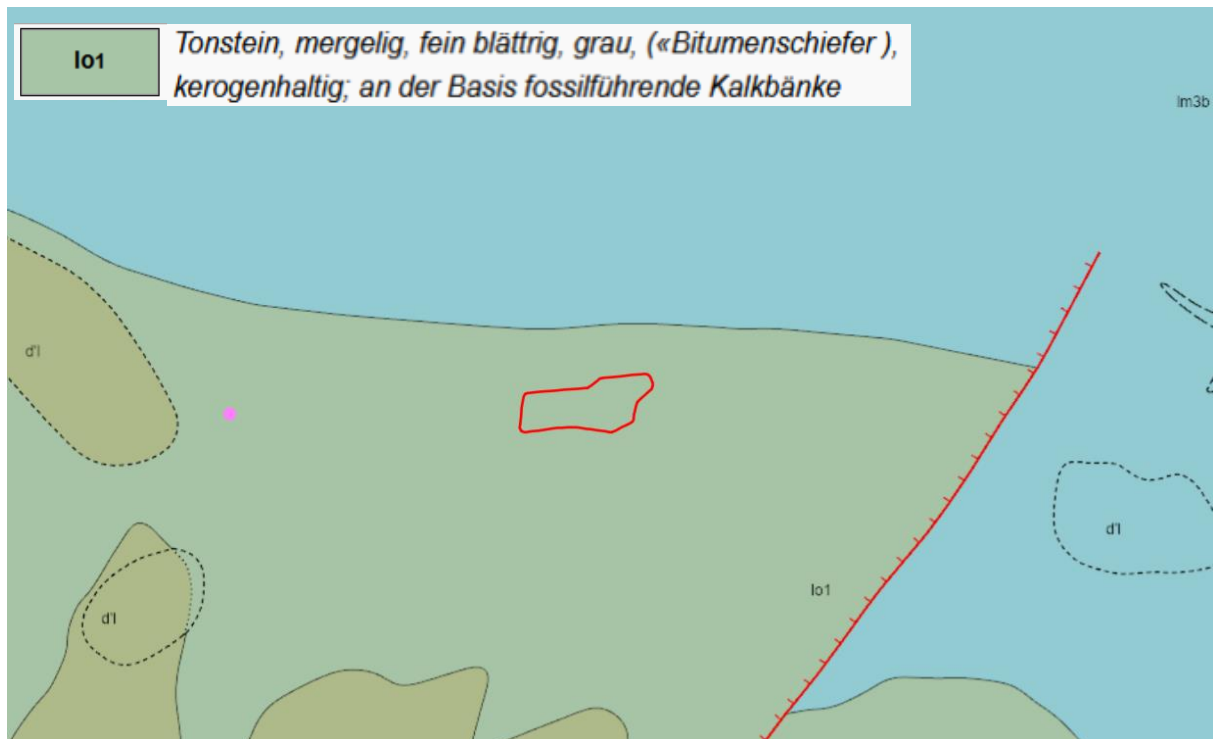 lo1
Tonstein, mergelig, fein blättrig, grau, («Bitumenschiefer ),
kerogenhaltig; an der Basis fossilführende Kalkbänke
lm3b
d'l
d'l
lo1
d'l